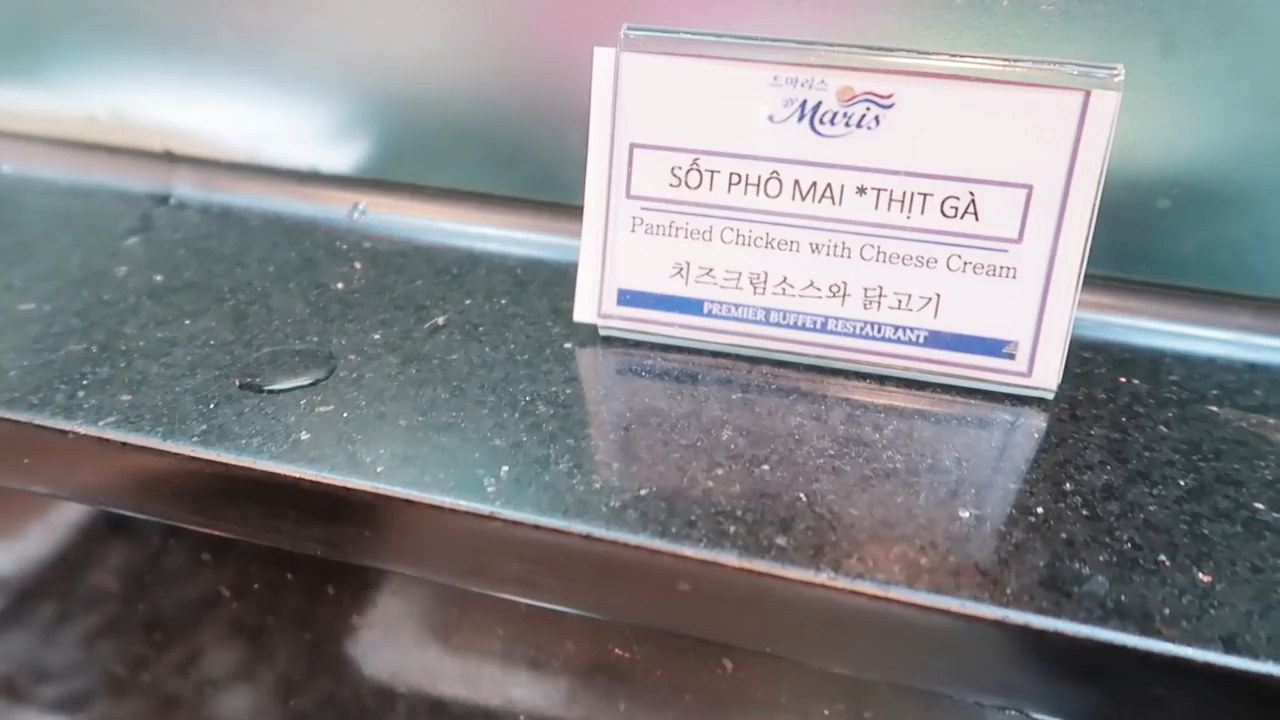 드마리스
D'Maris
SỐT PHÔ MAI *THỊT GÀ
Panfried Chicken with Cheese Cream
치즈크림소스와 닭고기
PREMIER BUFFET RESTAURANT